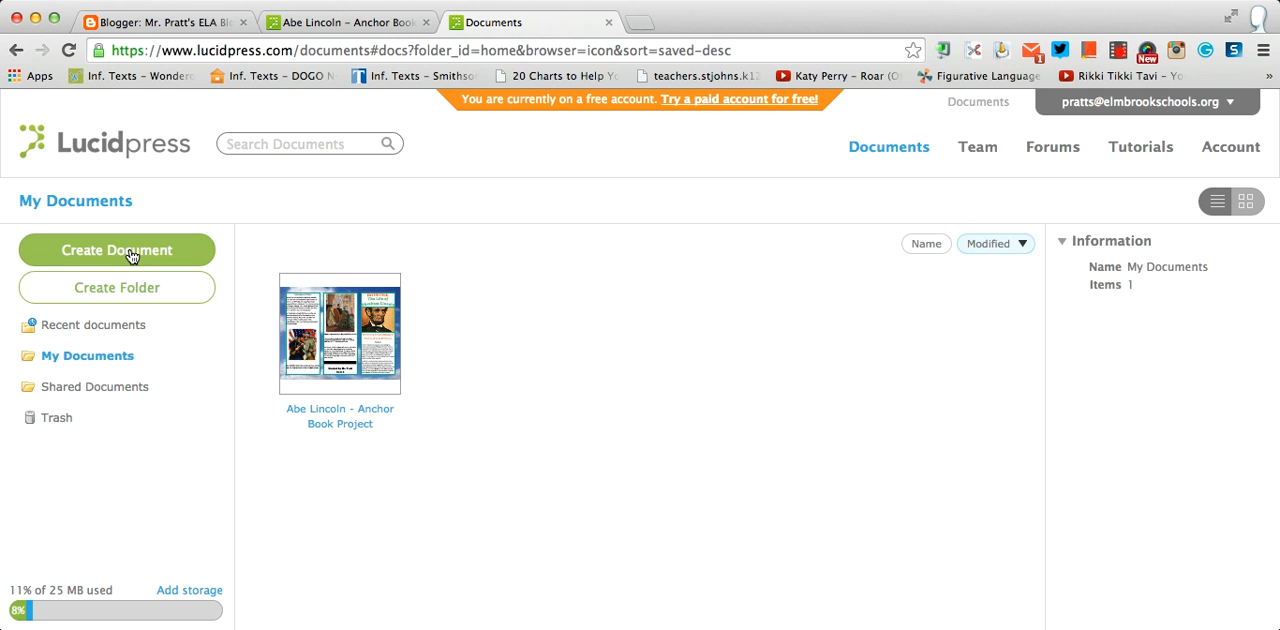 Blogger: Mr. Pratt's ELA Blo
Abe Lincoln – Anchor Book
Documents
https://www.lucidpress.com/documents#docs?folder_id=home&browser=icon&sort=saved-desc
1
New
S
Apps
Inf. Texts – Wonder
Inf. Texts – DOGO N
Inf. Texts – Smithso
20 Charts to Help Yo
teachers.stjohns.k12
Katy Perry – Roar (O
Figurative Language
Rikki Tikki Tavi – Yo
»
You are currently on a free account. Try a paid account for free!
Documents
pratts@elmbrookschools.org
Lucidpress
Search Documents
Documents
Team
Forums
Tutorials
Account
My Documents
Create Document
Create Folder
Recent documents
My Documents
Shared Documents
Trash
Name
Modified
Abe Lincoln - Anchor
Book Project
Information
Name My Documents
Items 1
11% of 25 MB used
Add storage
8%